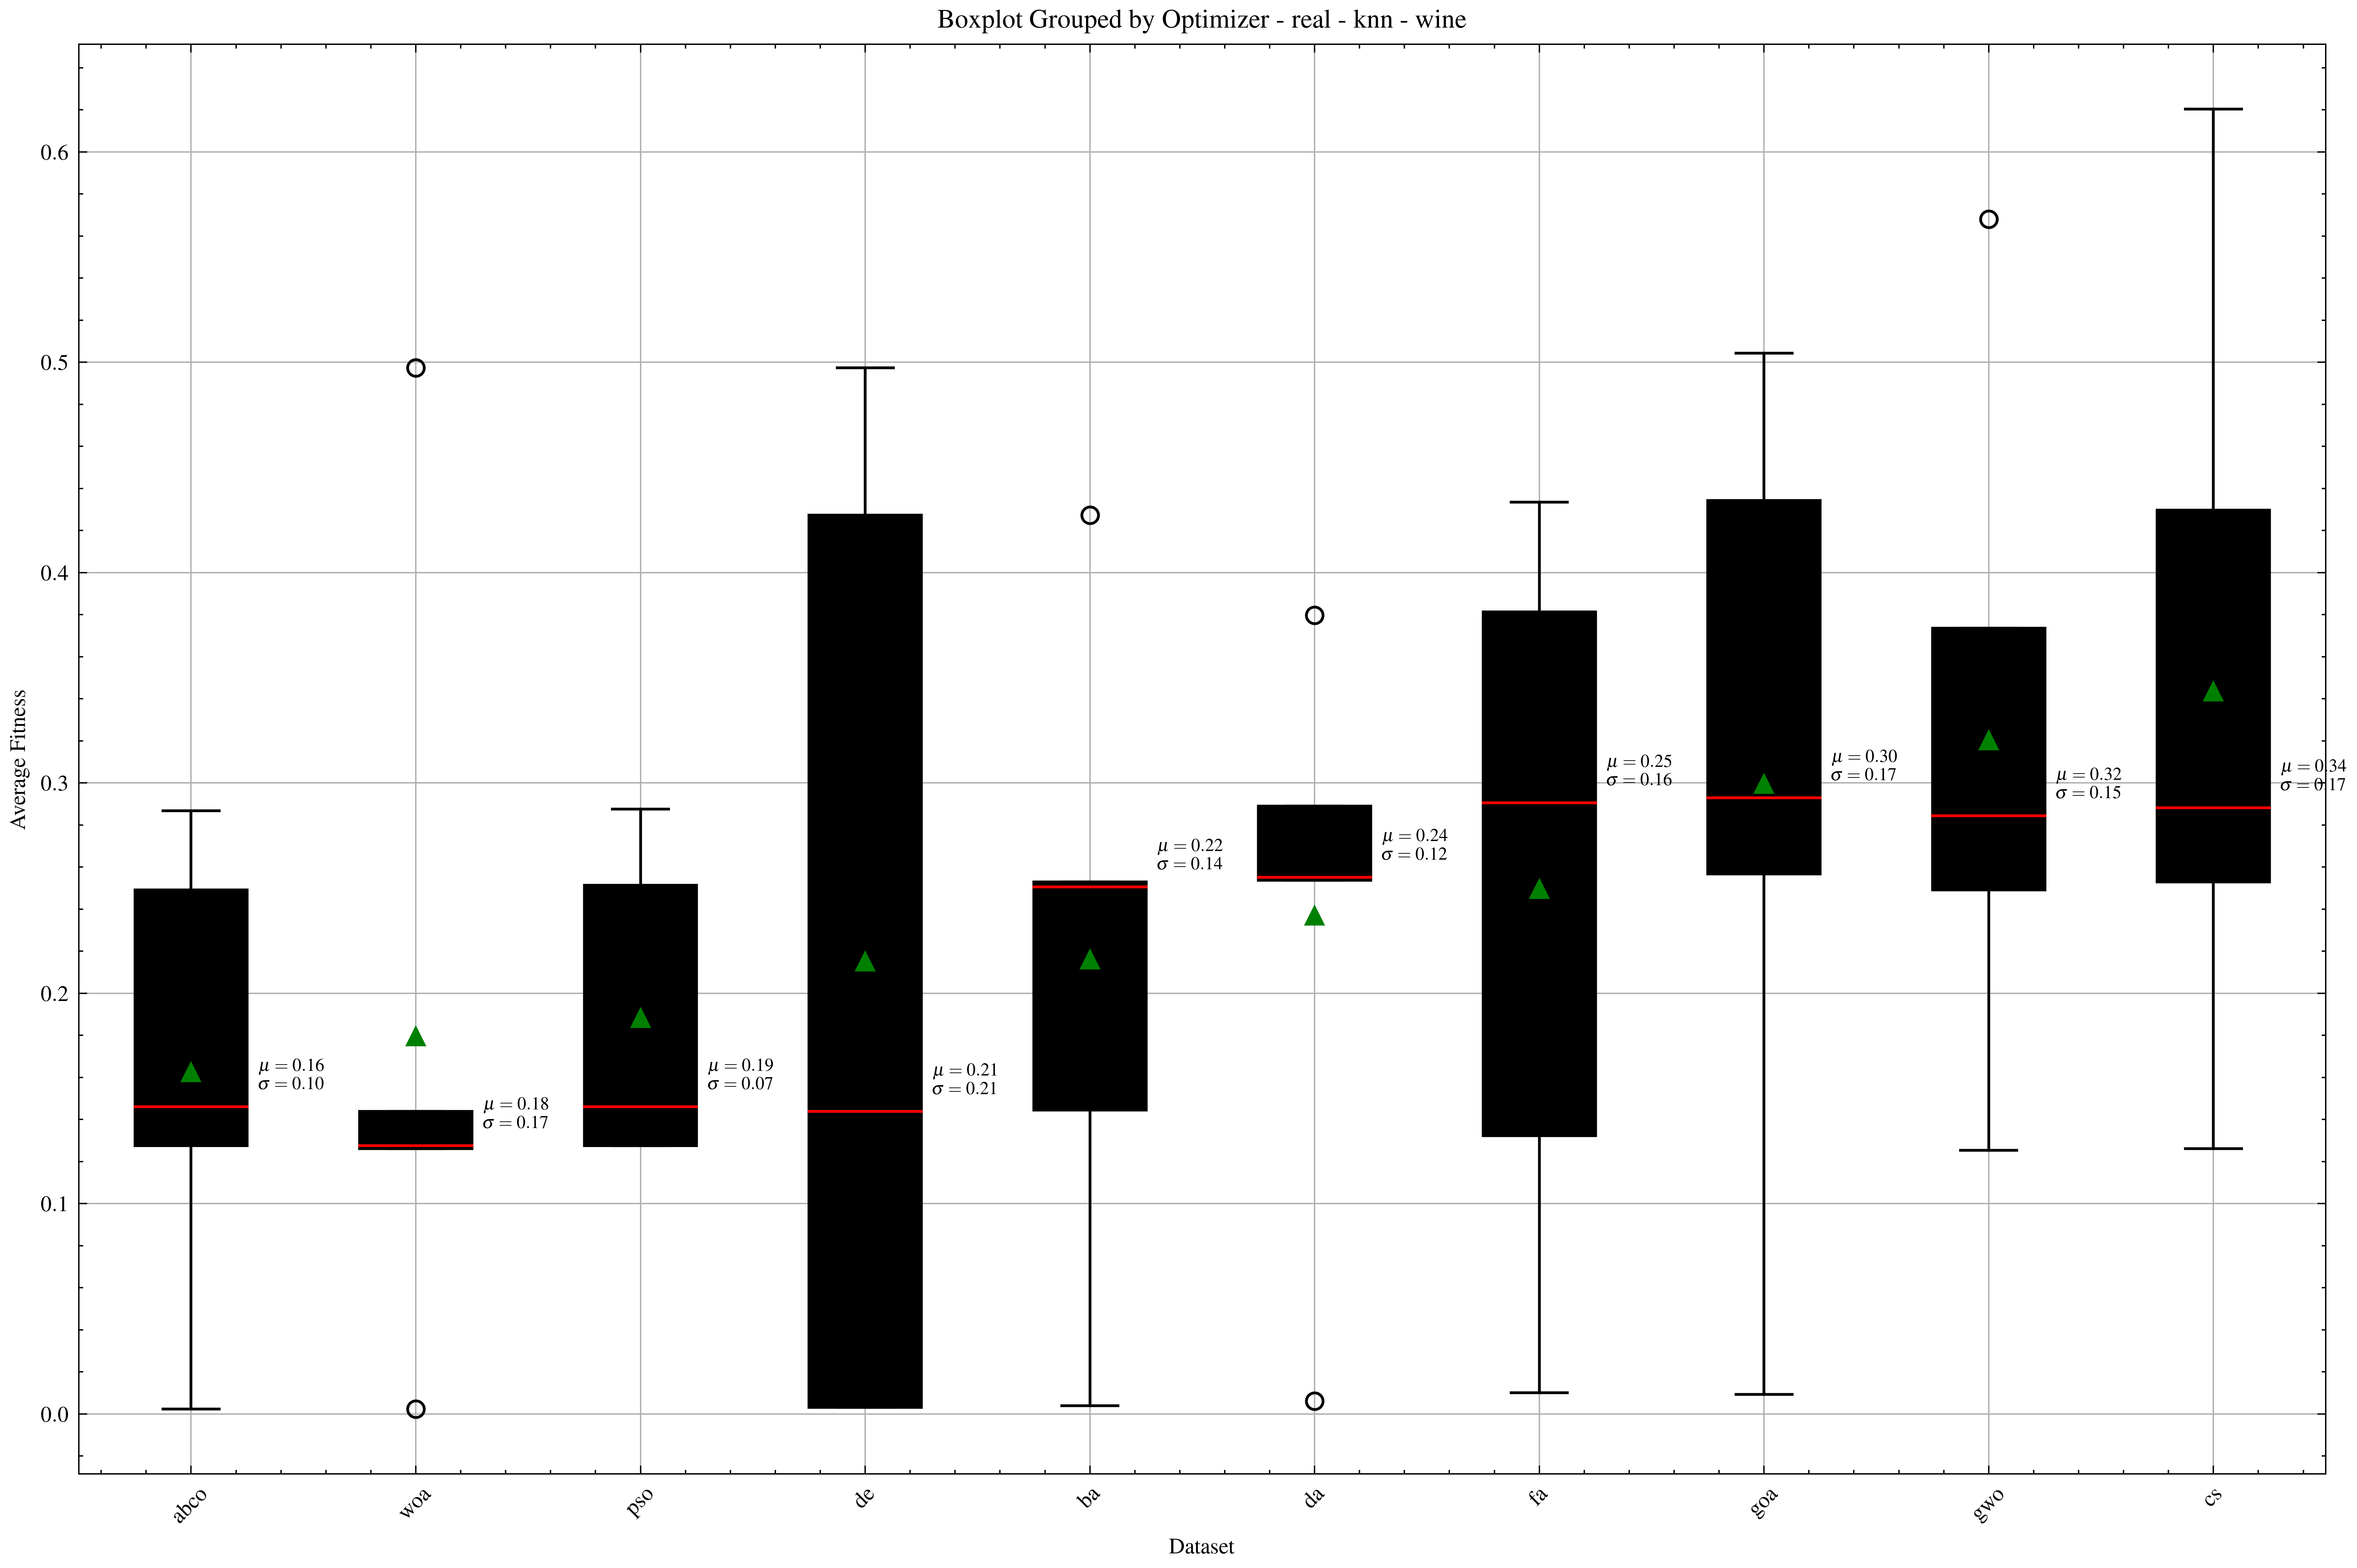 Boxplot Grouped by Optimizer - real - knn - wine
Average Fitness
0.6
0.5
0.4
0.3
0.2
0.1
0.0
μ = 0.16
σ = 0.10
μ = 0.18
σ = 0.17
μ = 0.19
σ = 0.07
μ = 0.21
σ = 0.21
μ = 0.22
σ = 0.14
μ = 0.24
σ = 0.12
μ = 0.25
σ = 0.16
μ = 0.30
σ = 0.17
μ = 0.32
σ = 0.15
μ = 0.34
σ = 0.17
abco
woa
pso
de
ba
da
fa
goa
gwo
cs
Dataset